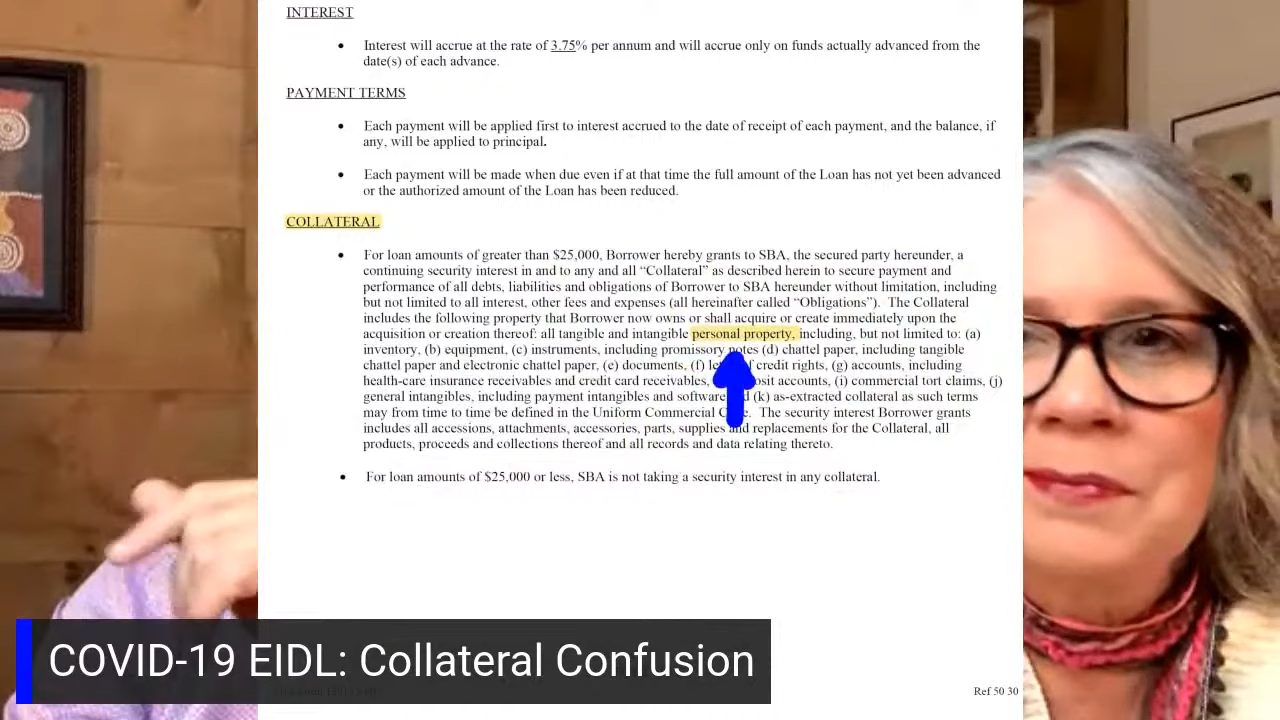 INTEREST
• Interest will accrue at the rate of 3.75% per annum and will accrue only on funds actually advanced from the
date(s) of each advance.
PAYMENT TERMS
• Each payment will be applied first to interest accrued to the date of receipt of each payment, and the balance, if
any, will be applied to principal.
• Each payment will be made when due even if at that time the full amount of the Loan has not yet been advanced
or the authorized amount of the Loan has been reduced.
COLLATERAL
• For loan amounts of greater than $25,000, Borrower hereby grants to SBA, the secured party hereunder, a
continuing security interest in and to any and all “Collateral” as described herein to secure payment and
performance of all debts, liabilities and obligations of Borrower to SBA hereunder without limitation, including
but not limited to all interest, other fees and expenses (all hereinafter called “Obligations”). The Collateral
includes the following property that Borrower now owns or shall acquire or create immediately upon the
acquisition or creation thereof: all tangible and intangible personal property, including, but not limited to: (a)
inventory, (b) equipment, (c) instruments, including promissory notes (d) chattel paper, including tangible
chattel paper and electronic chattel paper, (e) documents, (f) credit rights, (g) accounts, including
health-care insurance receivables and credit card receivables, accounts, (i) commercial tort claims, (j)
general intangibles, including payment intangibles and software (k) as-extracted collateral as such terms
may from time to time be defined in the Uniform Commercial The security interest Borrower grants
includes all accessions, attachments, accessories, parts, supplies and replacements for the Collateral, all
products, proceeds and collections thereof and all records and data relating thereto.
• For loan amounts of $25,000 or less, SBA is not taking a security interest in any collateral.
COVID-19 EIDL: Collateral Confusion
Ref 50 30